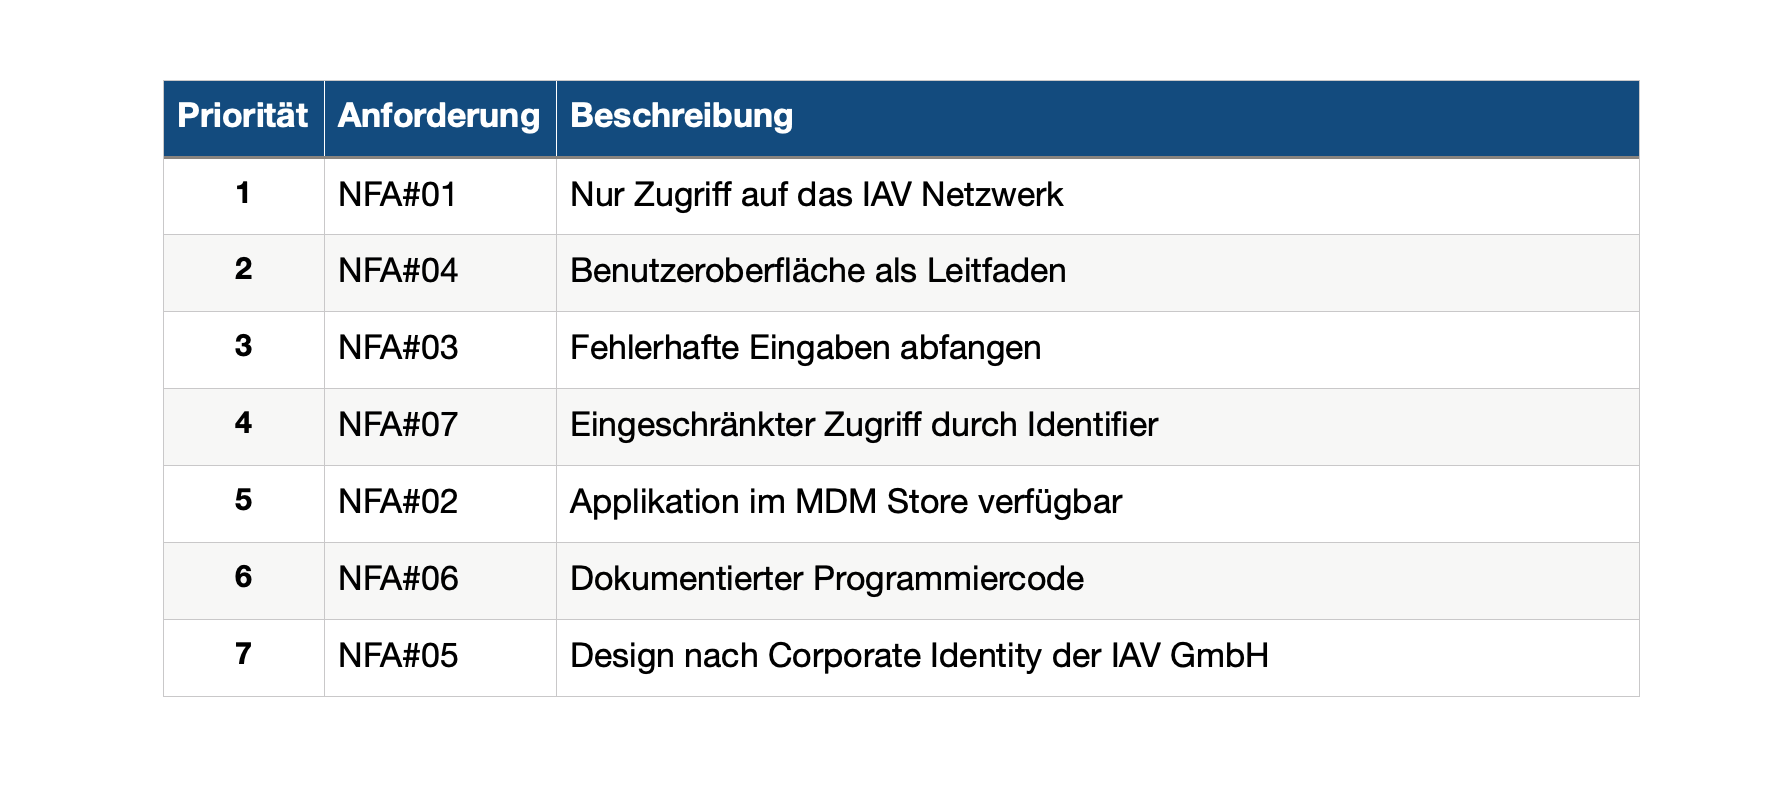 Priorität Anforderung Beschreibung
1 NFA#01 Nur Zugriff auf das IAV Netzwerk
2 NFA#04 Benutzeroberfläche als Leitfaden
3 NFA#03 Fehlerhafte Eingaben abfangen
4 NFA#07 Eingeschränkter Zugriff durch Identifier
5 NFA#02 Applikation im MDM Store verfügbar
6 NFA#06 Dokumentierter Programmiercode
7 NFA#05 Design nach Corporate Identity der IAV GmbH